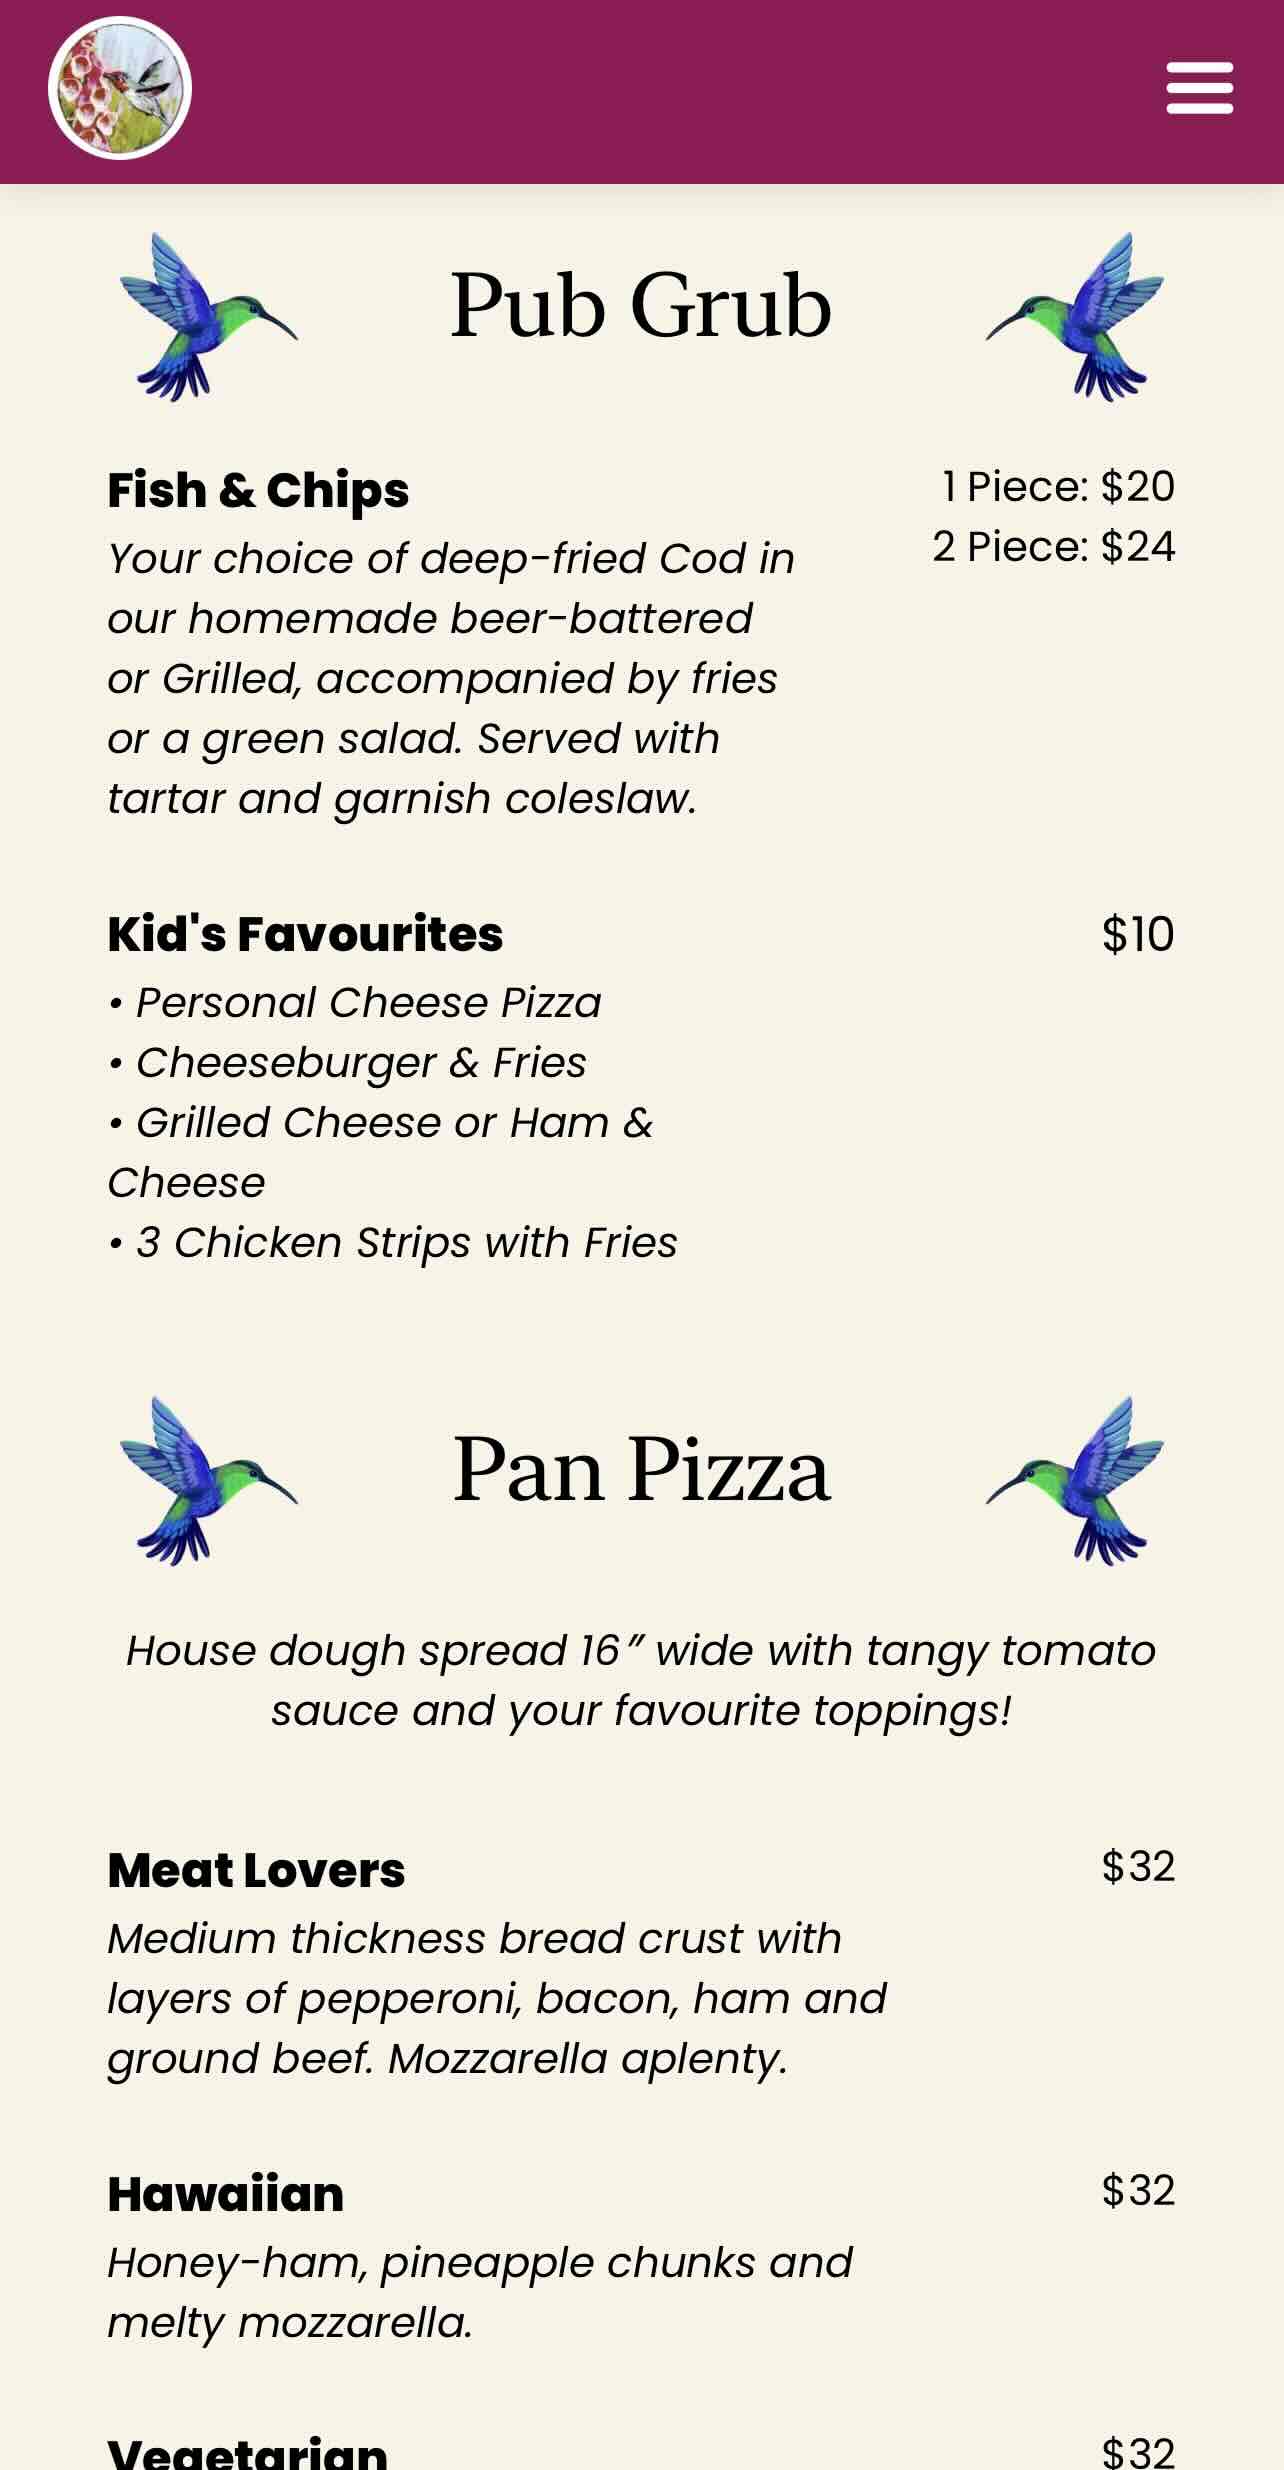 Pub Grub
Fish & Chips
1 Piece: $20
2 Piece: $24
Your choice of deep-fried Cod in
our homemade beer-battered
or Grilled, accompanied by fries
or a green salad. Served with
tartar and garnish coleslaw.
Kid's Favourites
$10
• Personal Cheese Pizza
• Cheeseburger & Fries
• Grilled Cheese or Ham &
Cheese
• 3 Chicken Strips with Fries
Pan Pizza
House dough spread 16″ wide with tangy tomato
sauce and your favourite toppings!
Meat Lovers
$32
Medium thickness bread crust with
layers of pepperoni, bacon, ham and
ground beef. Mozzarella aplenty.
Hawaiian
$32
Honey-ham, pineapple chunks and
melty mozzarella.
Vegetarian
$32